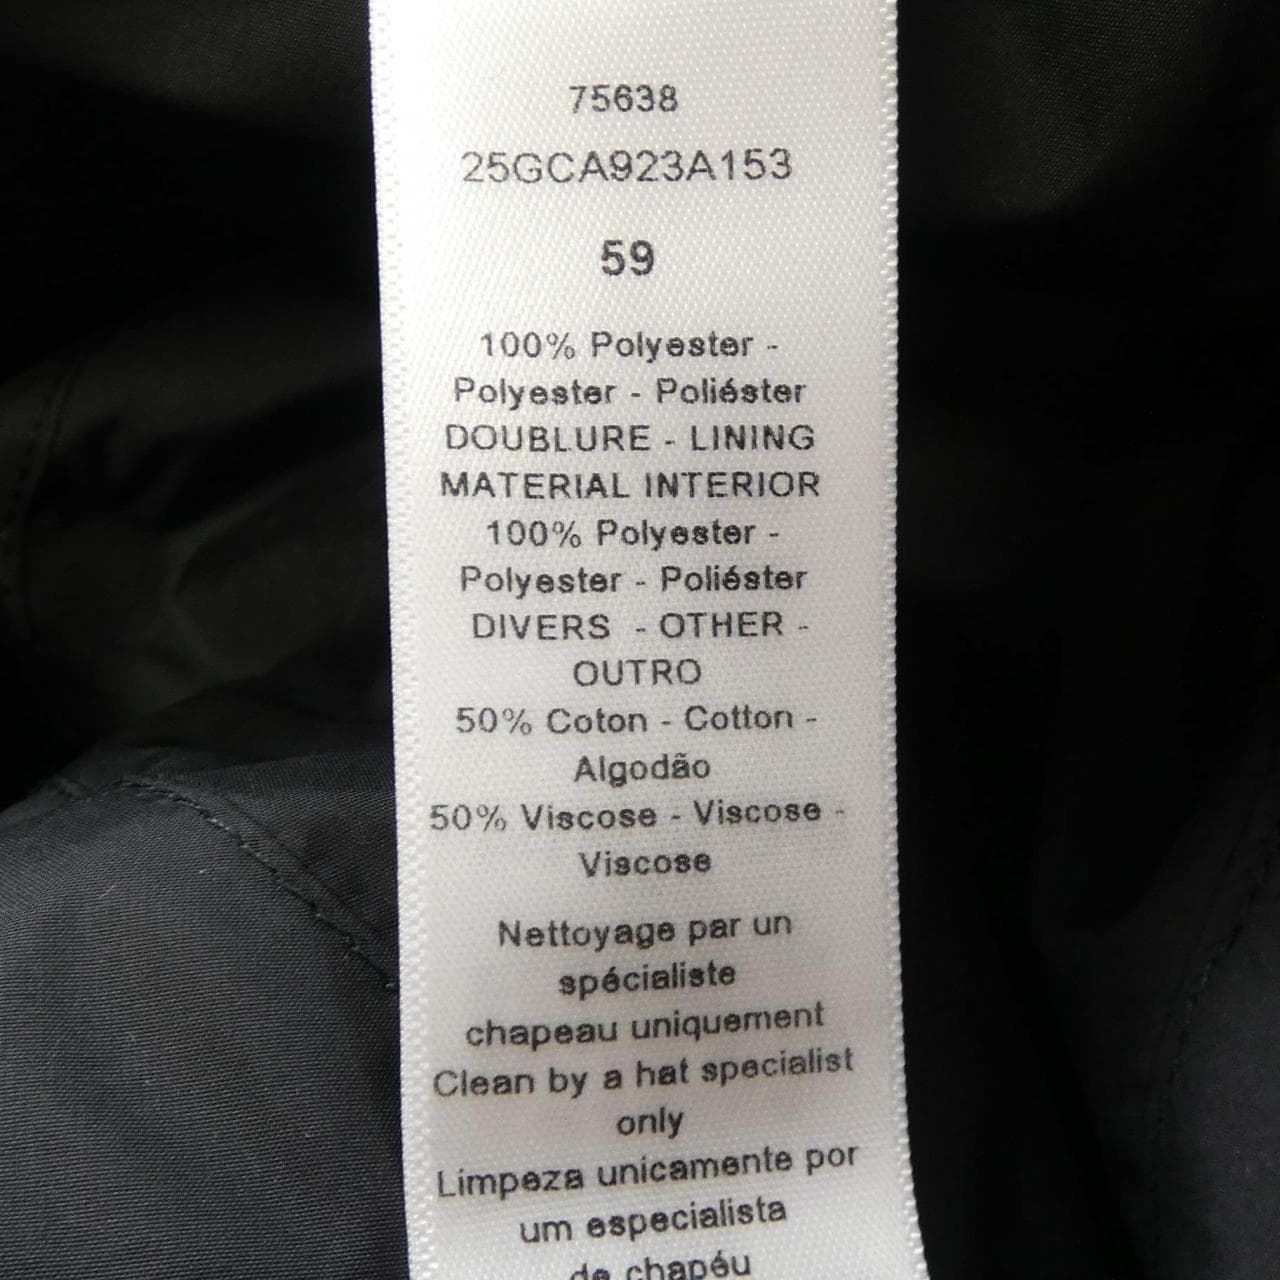 75638
25GCA923A153
59
100% Polyester -
Polyester - Poliéster
DOUBLURE - LINING
MATERIAL INTERIOR
100% Polyester -
Polyester - Poliéster
DIVERS - OTHER -
OUTRO
50% Coton - Cotton -
Algodão
50% Viscose - Viscose -
Viscose
Nettoyage par un
spécialiste
chapeau uniquement
Clean by a hat specialist
only
Limpeza unicamente por
um especialista
de chapéu